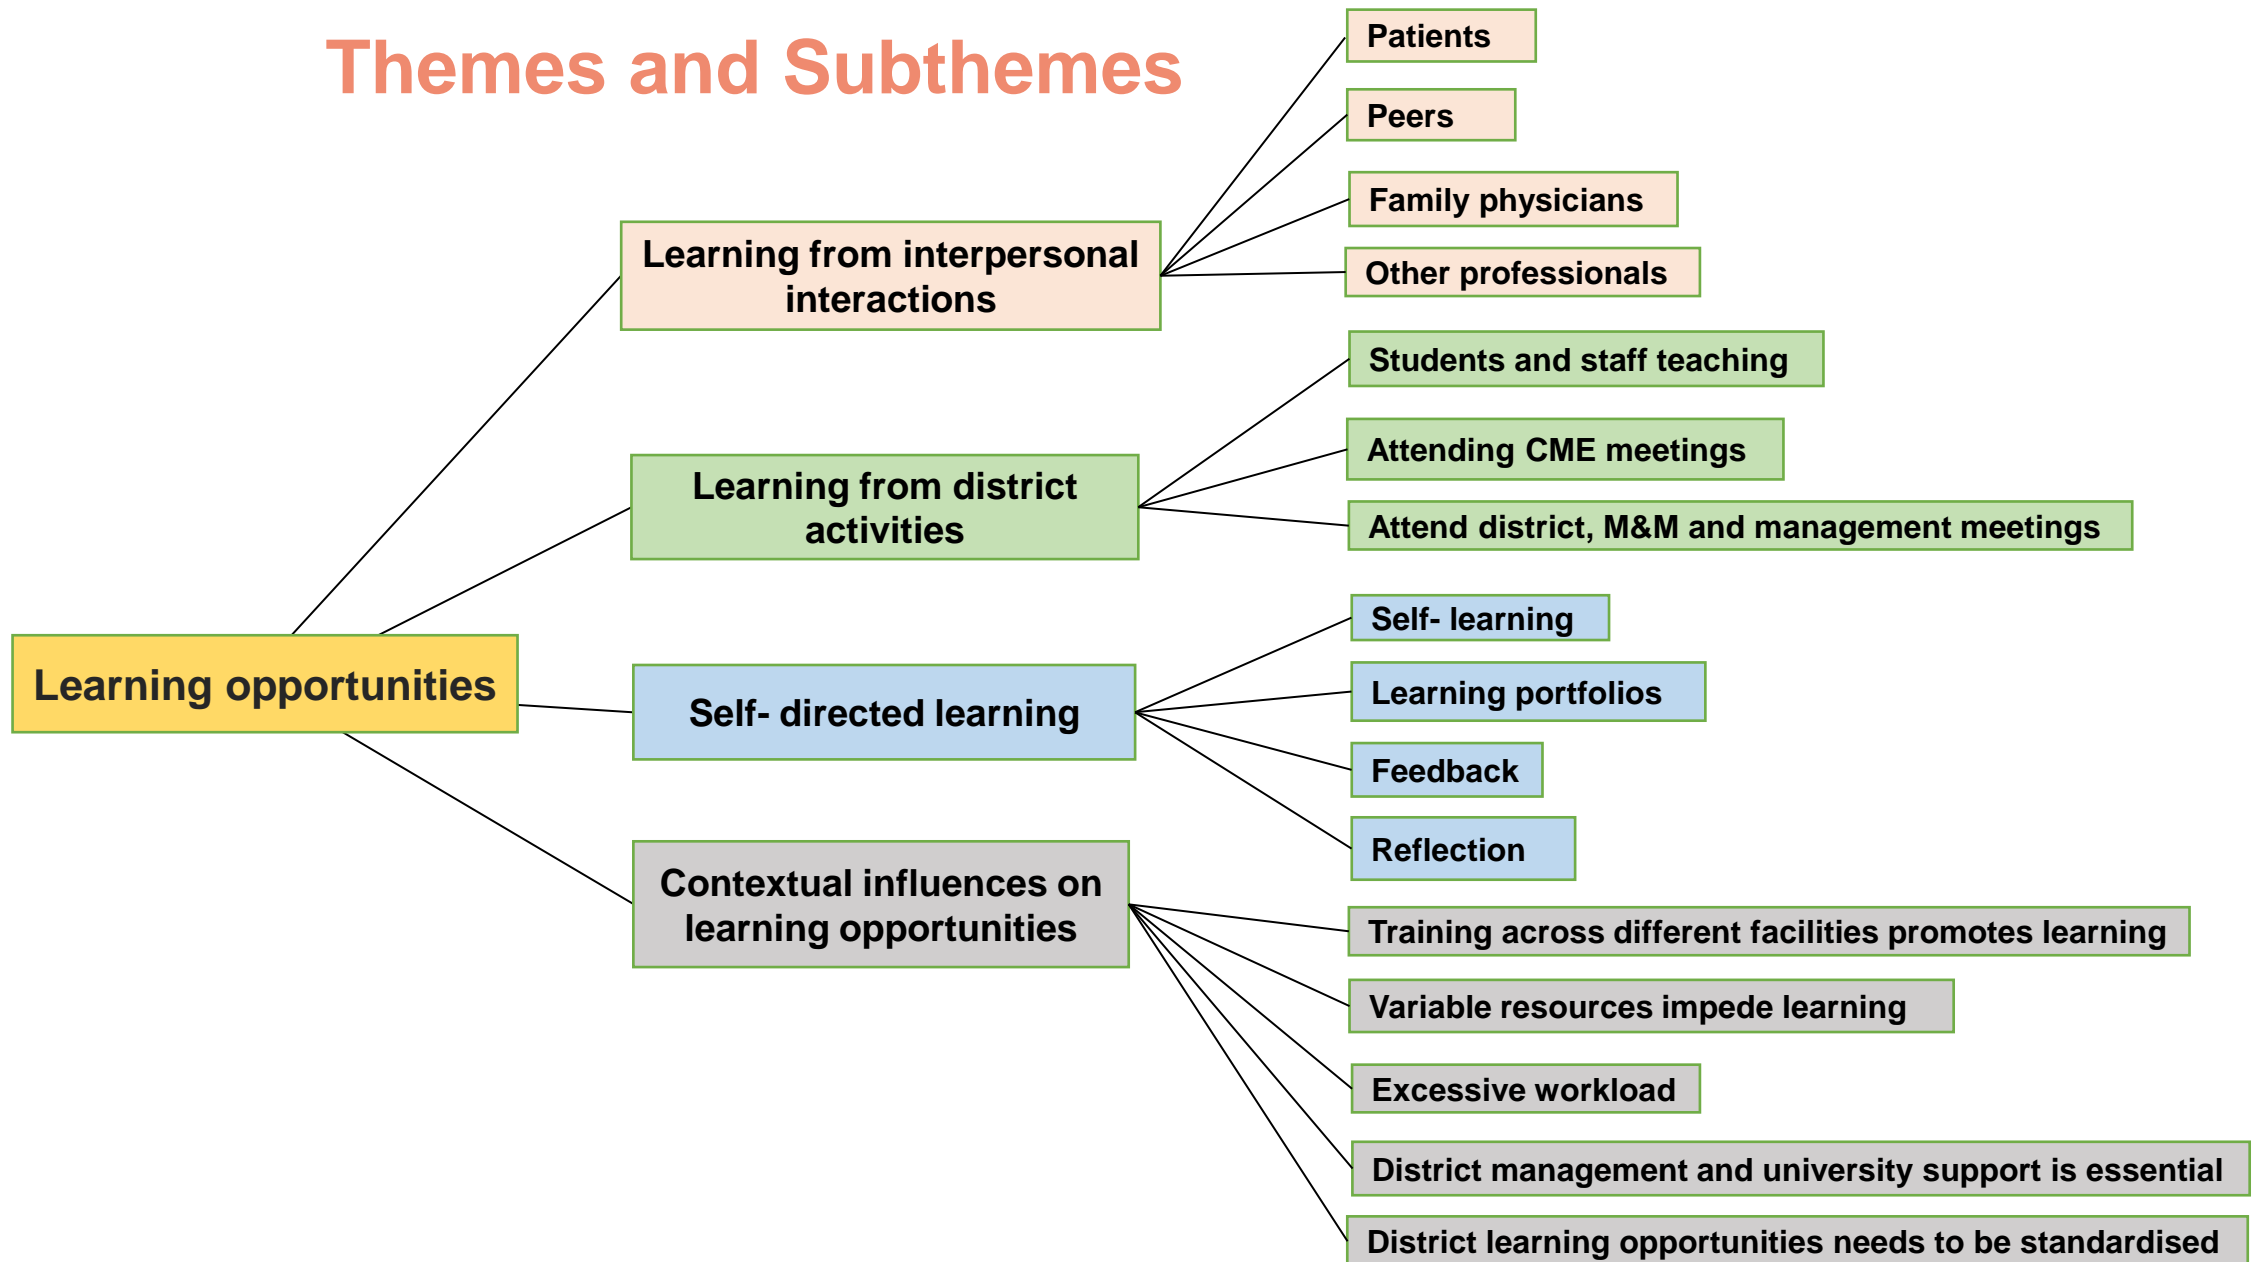 Themes and Subthemes
Learning opportunities
Learning from interpersonal
interactions
Patients
Peers
Family physicians
Other professionals
Learning from district
activities
Students and staff teaching
Attending CME meetings
Attend district, M&M and management meetings
Self- directed learning
Self- learning
Learning portfolios
Feedback
Reflection
Contextual influences on
learning opportunities
Training across different facilities promotes learning
Variable resources impede learning
Excessive workload
District management and university support is essential
District learning opportunities needs to be standardised